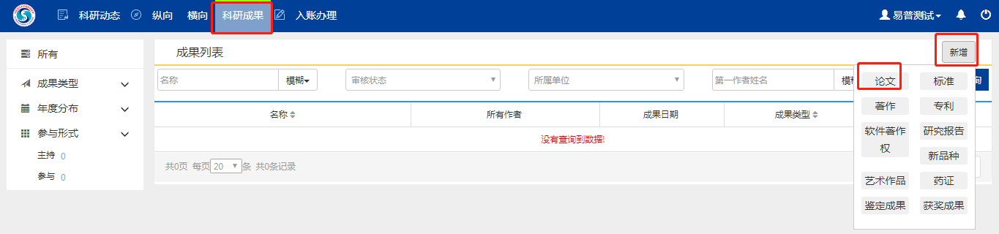 科研动态 纵向 横向 科研成果 入账办理 易普测试
所有
成果类型
年度分布
参与形式
主持 0
参与 0
成果列表 新增
名称 模糊 审核状态 所属单位 第一作者姓名
名称 所有作者 成果日期 成果类型
没有查询到数据!
共0页 每页 20 条 共0条记录
论文 标准
著作 专利
软件著作权 研究报告
新品种
艺术作品 药证
鉴定成果 获奖成果